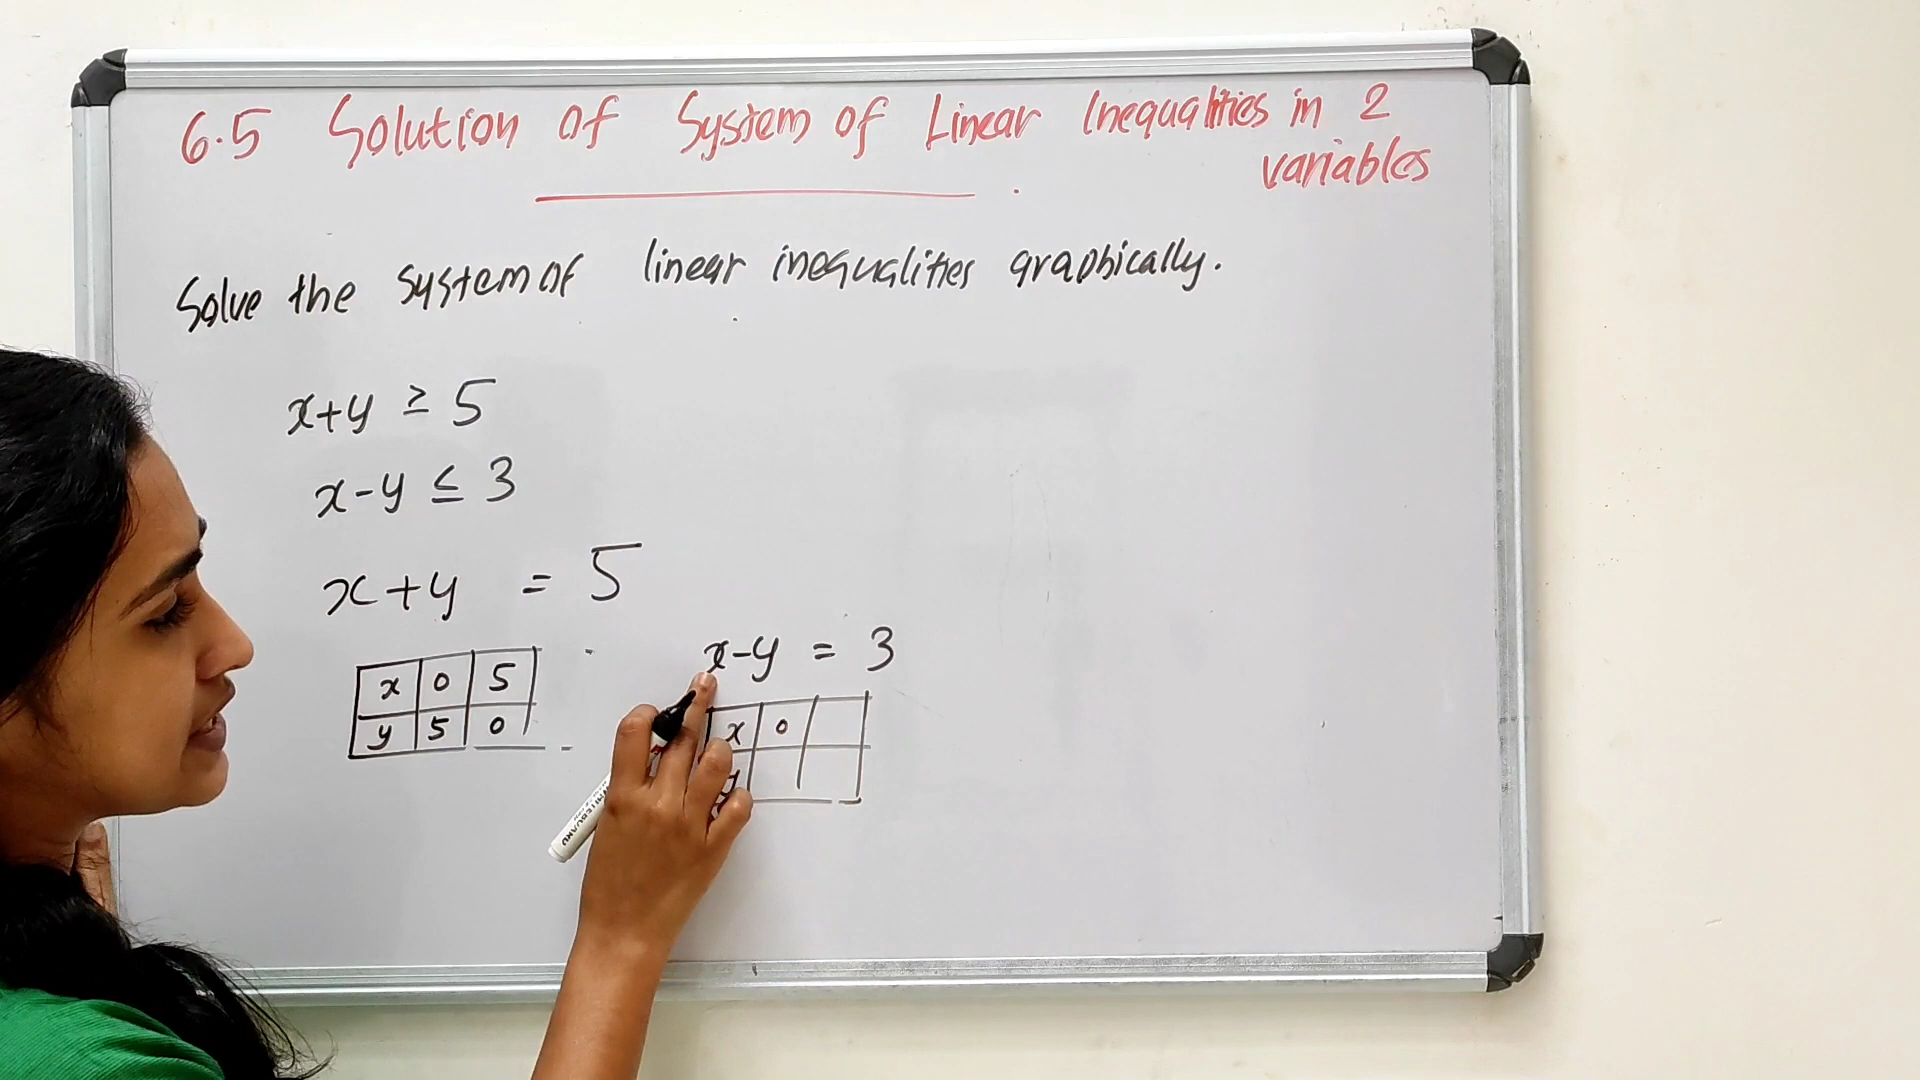 6.5 Solution of System of Linear Inequalities in 2
variables
Solve the system of linear inequalities graphically.
x+y ≥ 5
x-y ≤ 3
x+y = 5
x 0 5
y 5 0
x-y = 3
x 0
y